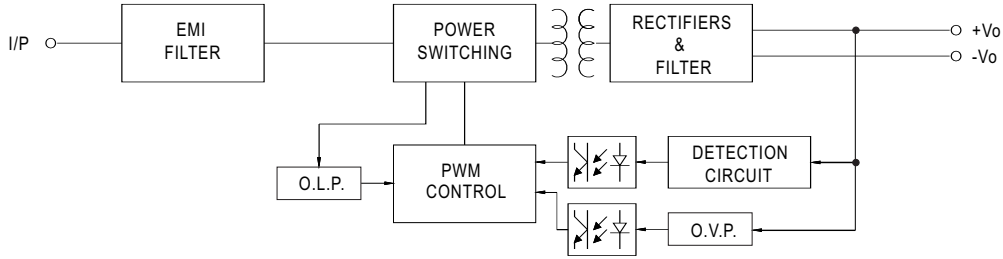 I/P
EMI
FILTER
POWER
SWITCHING
RECTIFIERS
&
FILTER
+Vo
-Vo
O.L.P.
PWM
CONTROL
DETECTION
CIRCUIT
O.V.P.